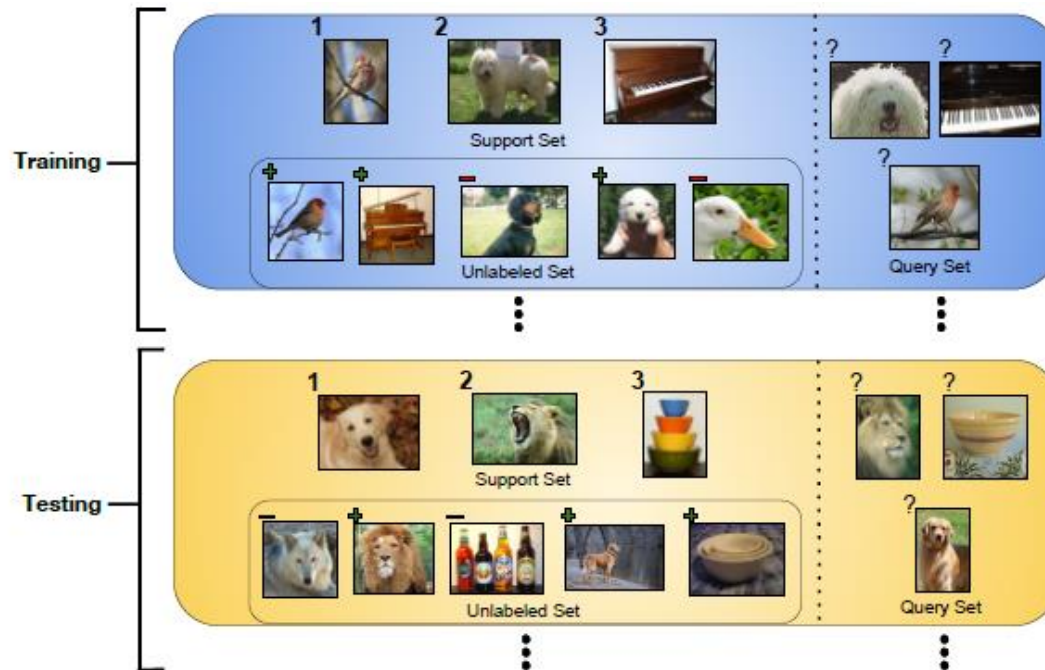 1 2 3
? ?
Support Set
Training
?
+ + − + −
Unlabeled Set
Query Set
1 2 3
? ?
Support Set
Testing
?
− + − + +
Unlabeled Set
Query Set